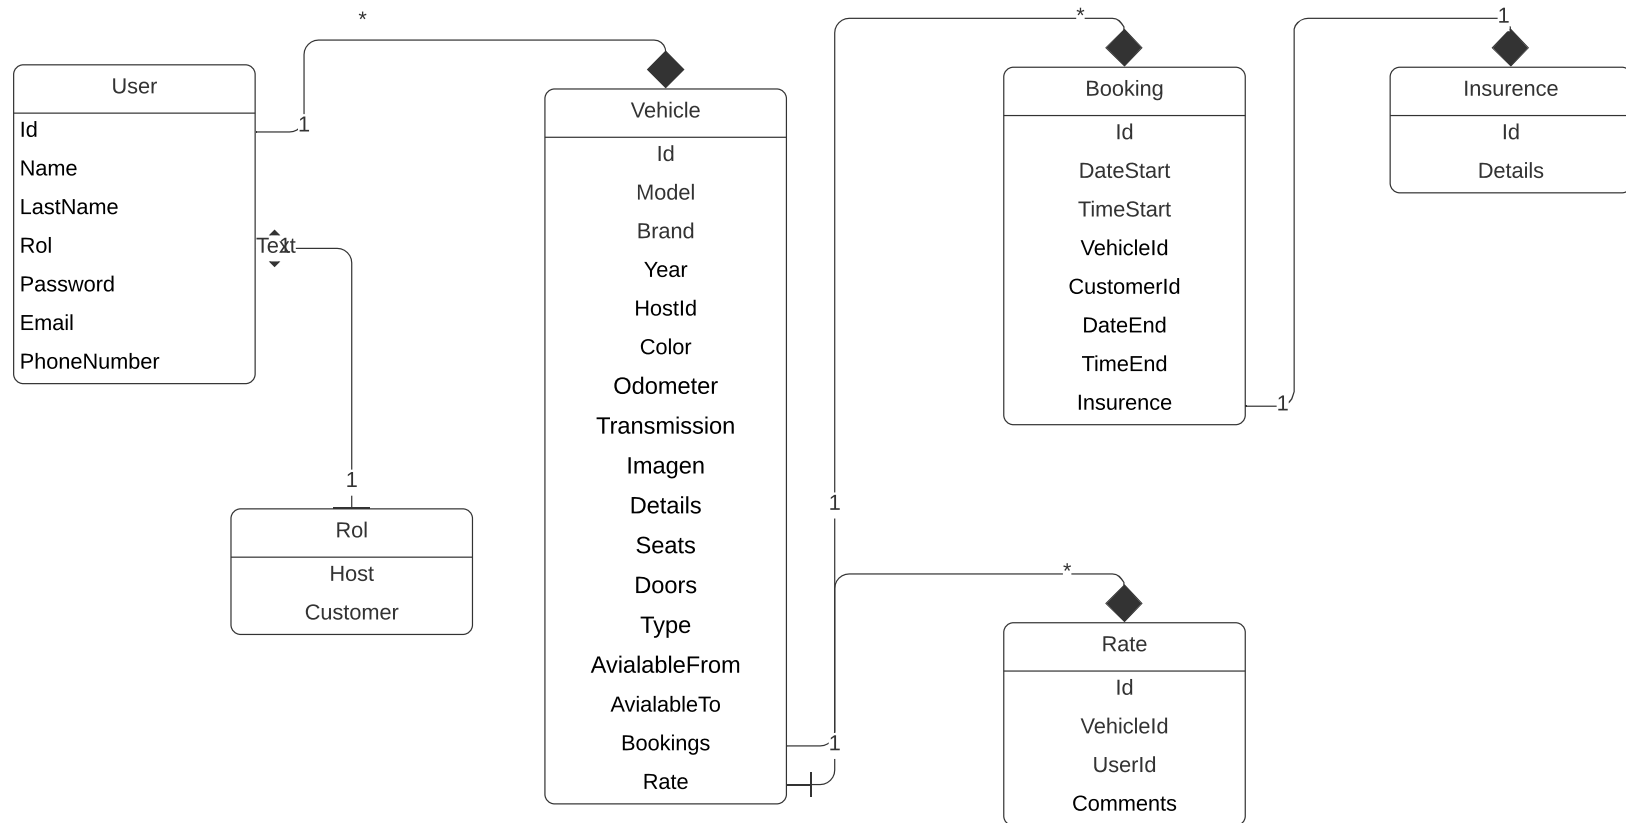 *
User
Id
1
Name
LastName
Rol
Text
1
Password
Email
PhoneNumber
1
Rol
Host
Customer
Vehicle
Id
Model
Brand
Year
HostId
Color
Odometer
Transmission
Imagen
Details
Seats
Doors
Type
AvialableFrom
AvialableTo
Bookings
Rate
1
1
*
Booking
Id
DateStart
TimeStart
VehicleId
CustomerId
DateEnd
TimeEnd
Insurence
1
1
Insurence
Id
Details
*
Rate
Id
VehicleId
UserId
Comments